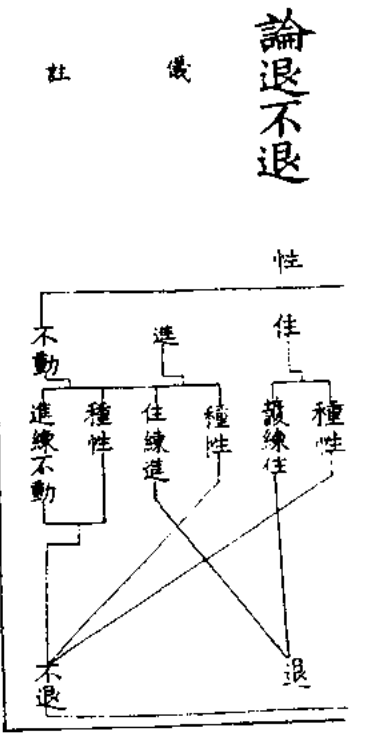 論退不退
儀
註
性
住
種性
護練住
進
種性
住練進
不動
種性
進練不動
退
不退